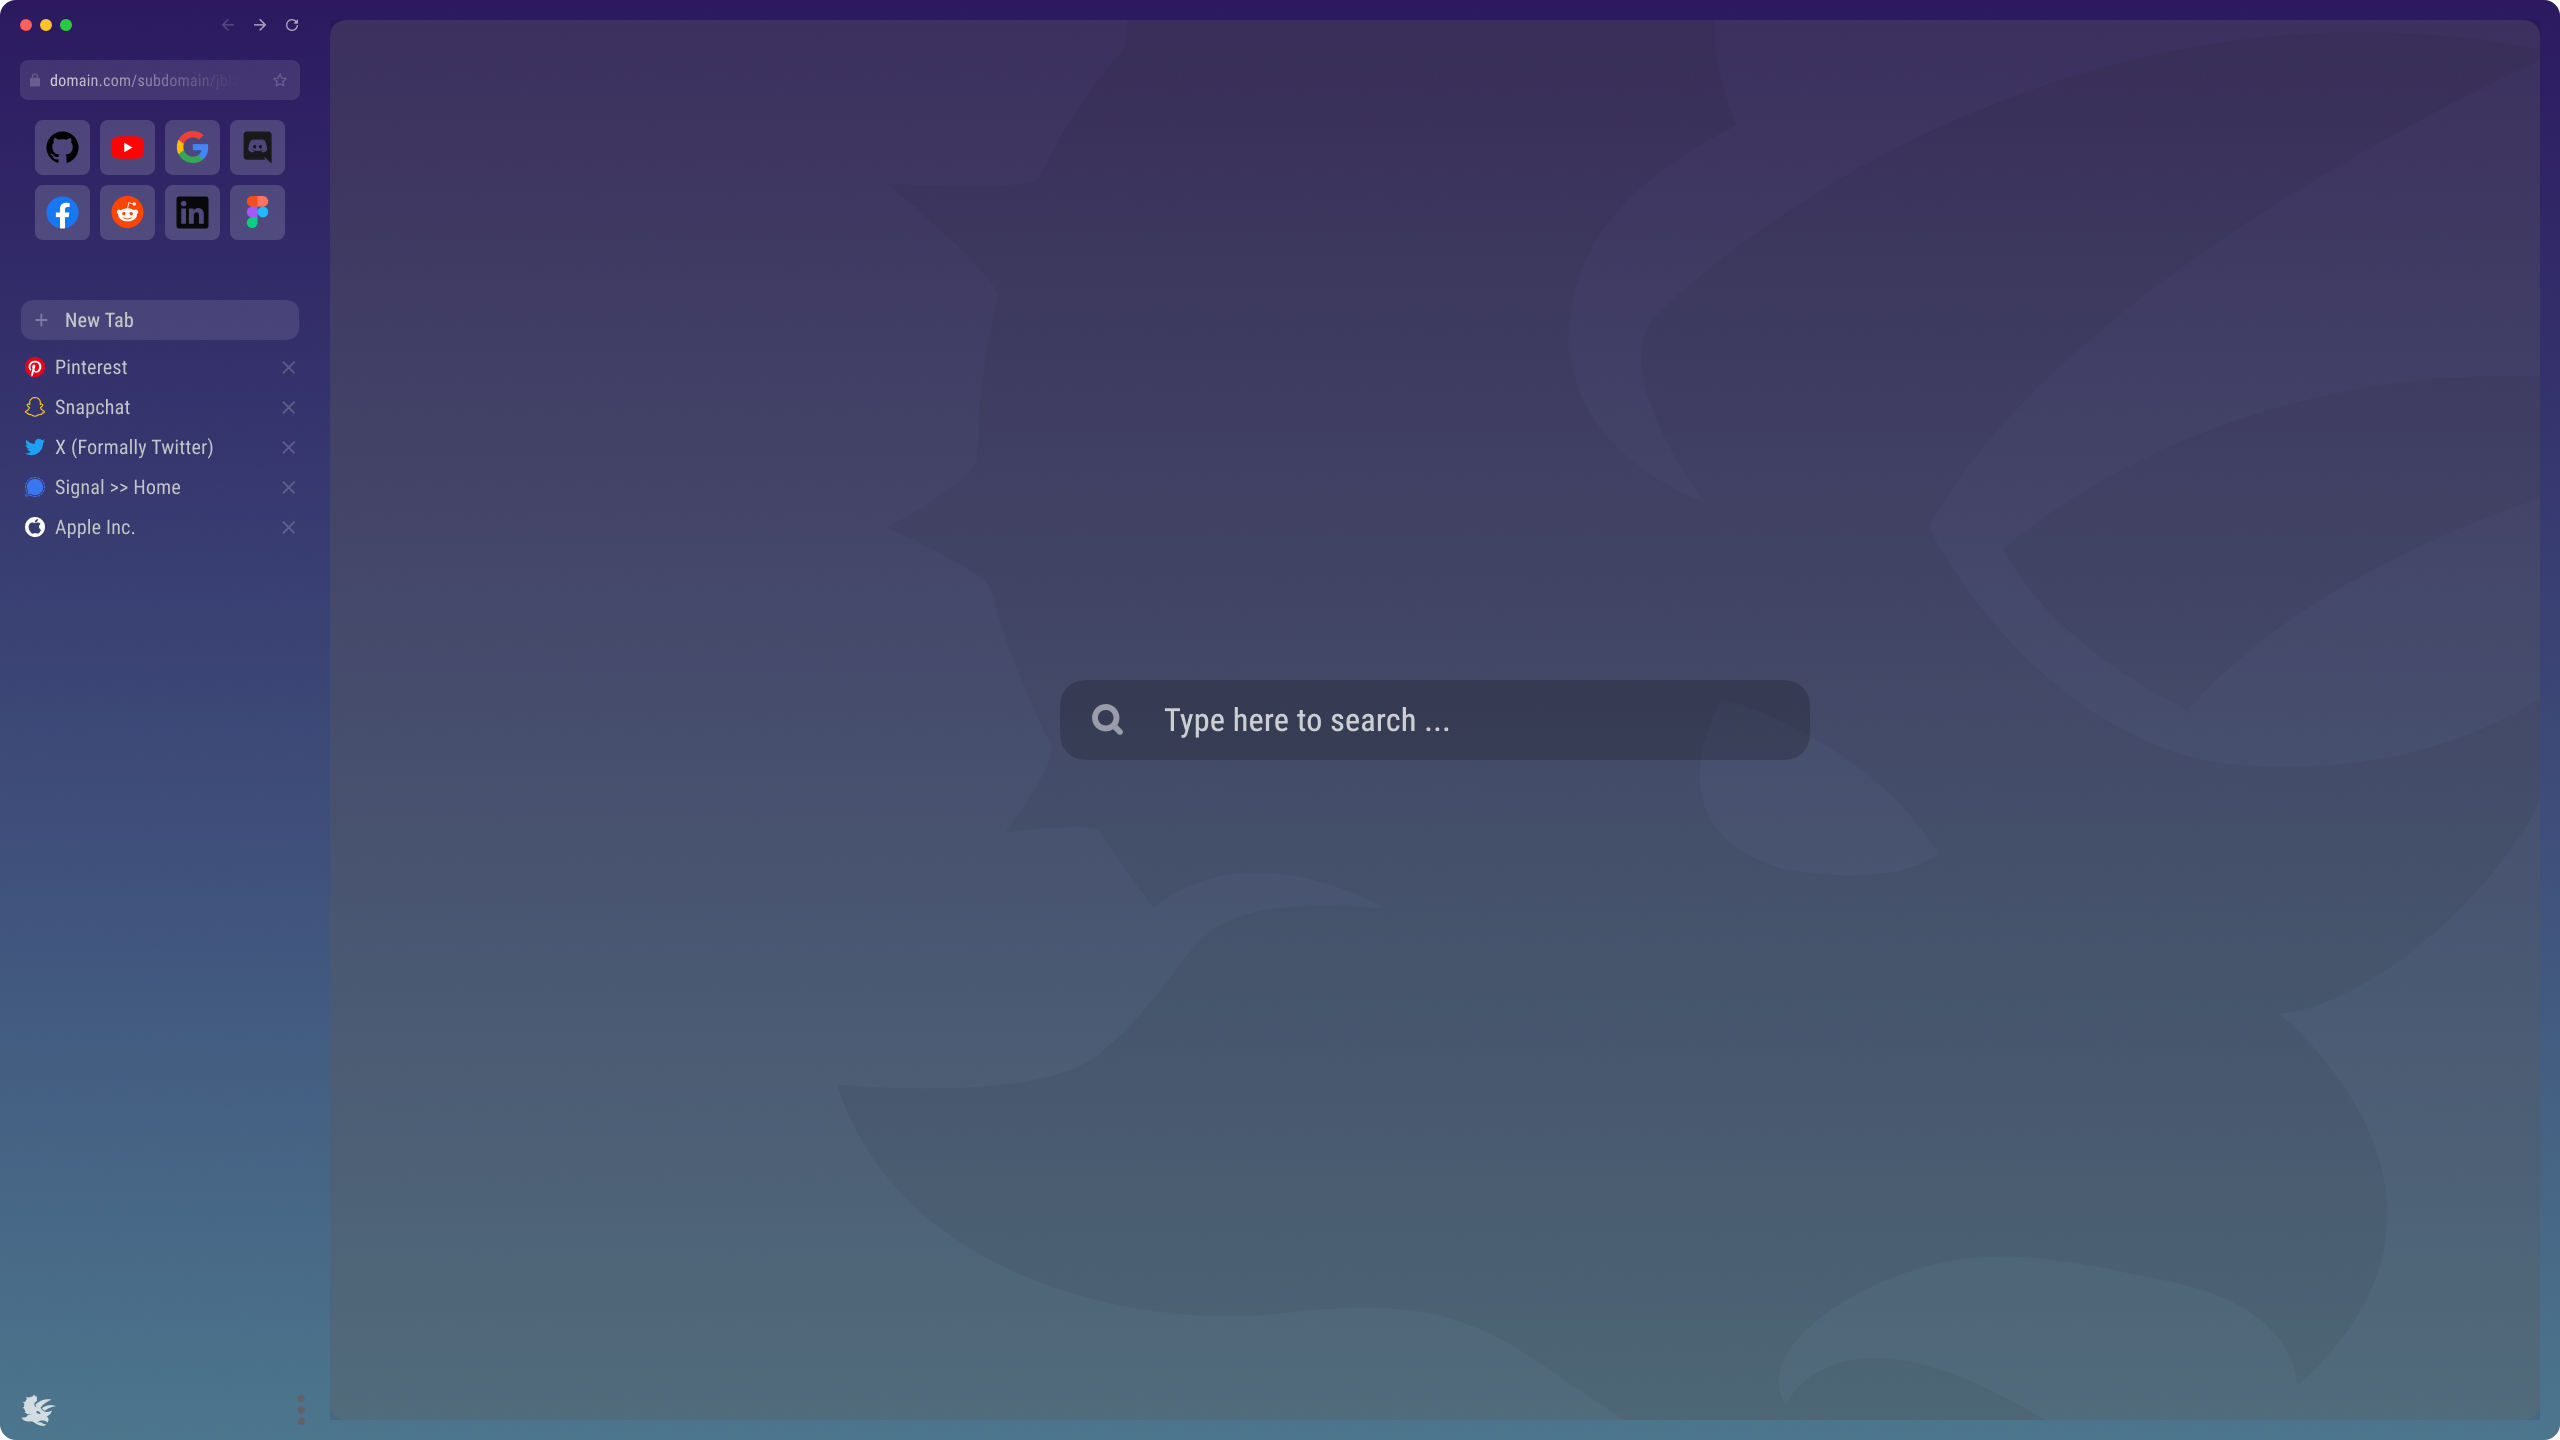 domain.com/subdomain/jb
New Tab
Pinterest
Snapchat
X (Formally Twitter)
Signal >> Home
Apple Inc.
Type here to search ...